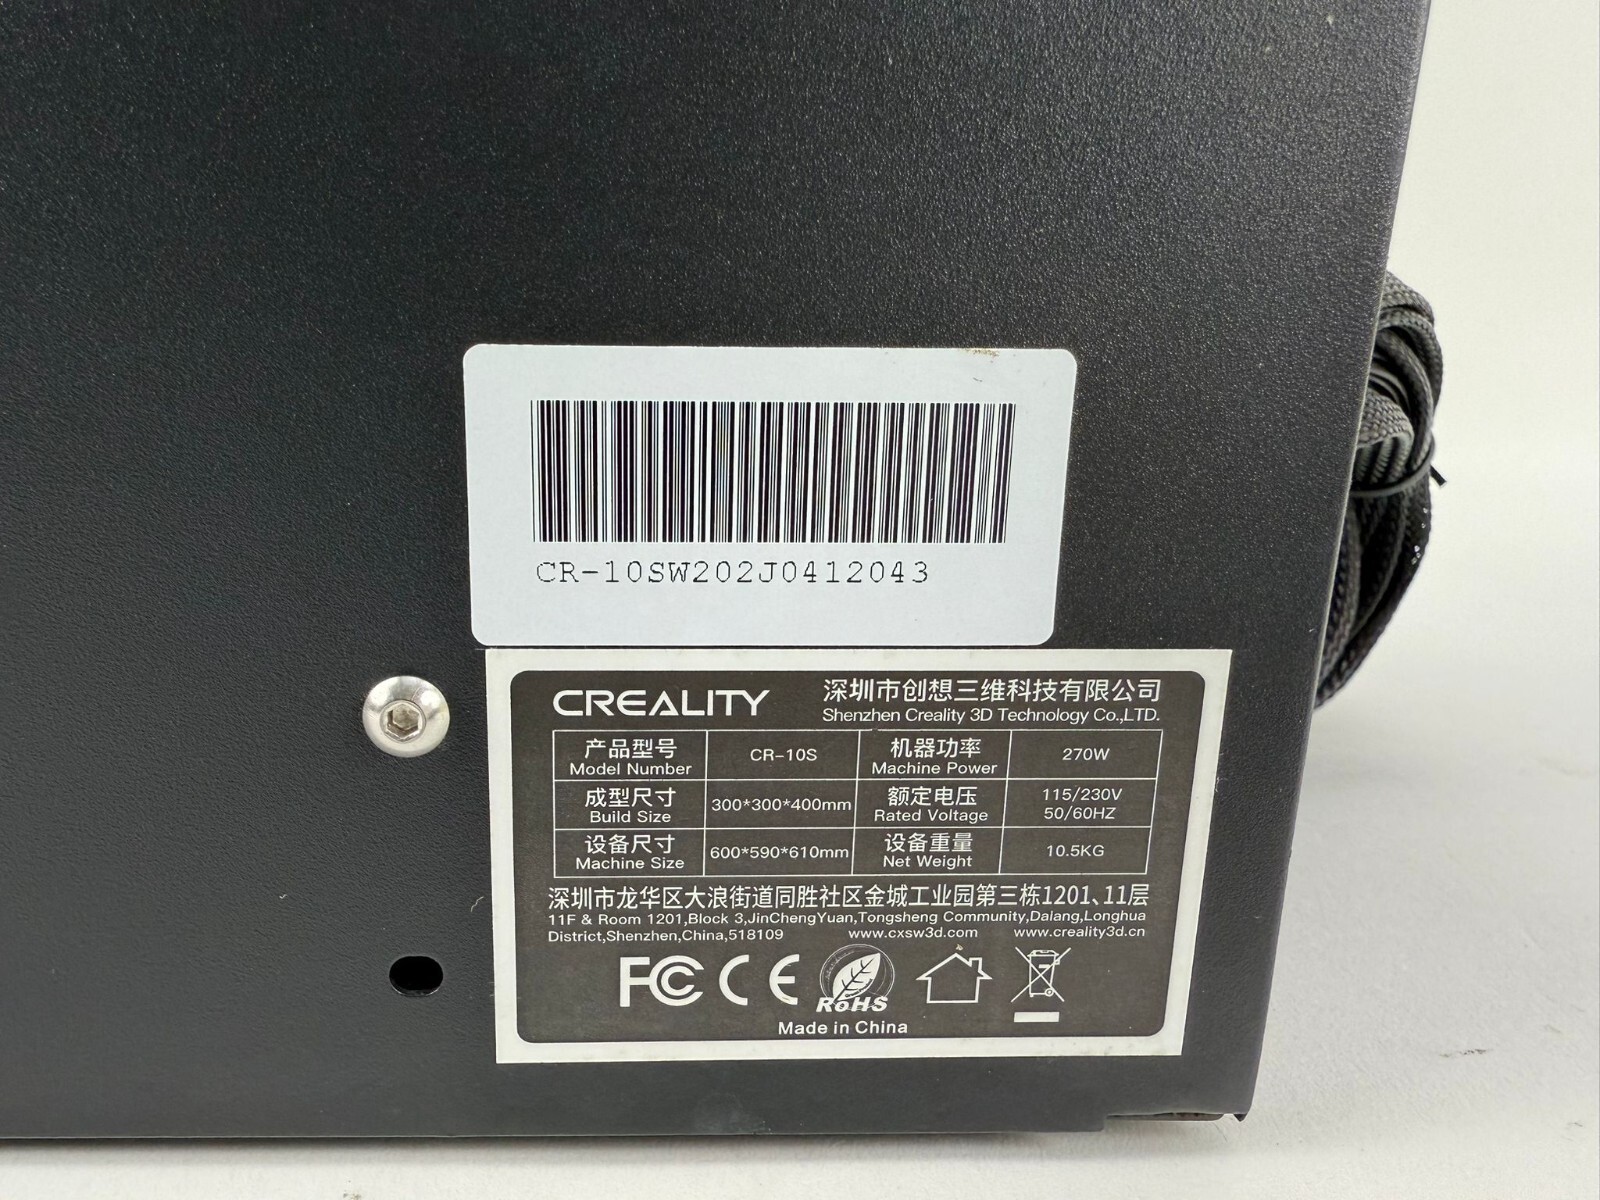 CR-10SW202J0412043
CREALITY
深圳市创想三维科技有限公司
Shenzhen Creality 3D Technology Co.,LTD.
产品型号 CR-10S 机器功率 270W
Model Number Machine Power
成型尺寸 300*300*400mm 额定电压 115/230V
Build Size Rated Voltage 50/60HZ
设备尺寸 600*590*610mm 设备重量 10.5KG
Machine Size Net Weight
深圳市龙华区大浪街道同胜社区金城工业园第三栋1201、11层
11F & Room 1201,Block 3,JinChengYuan,Tongsheng Community,Dalang,Longhua
District,Shenzhen,China,518109 www.cxsw3d.com www.creality3d.cn
FC CE RoHS
Made in China